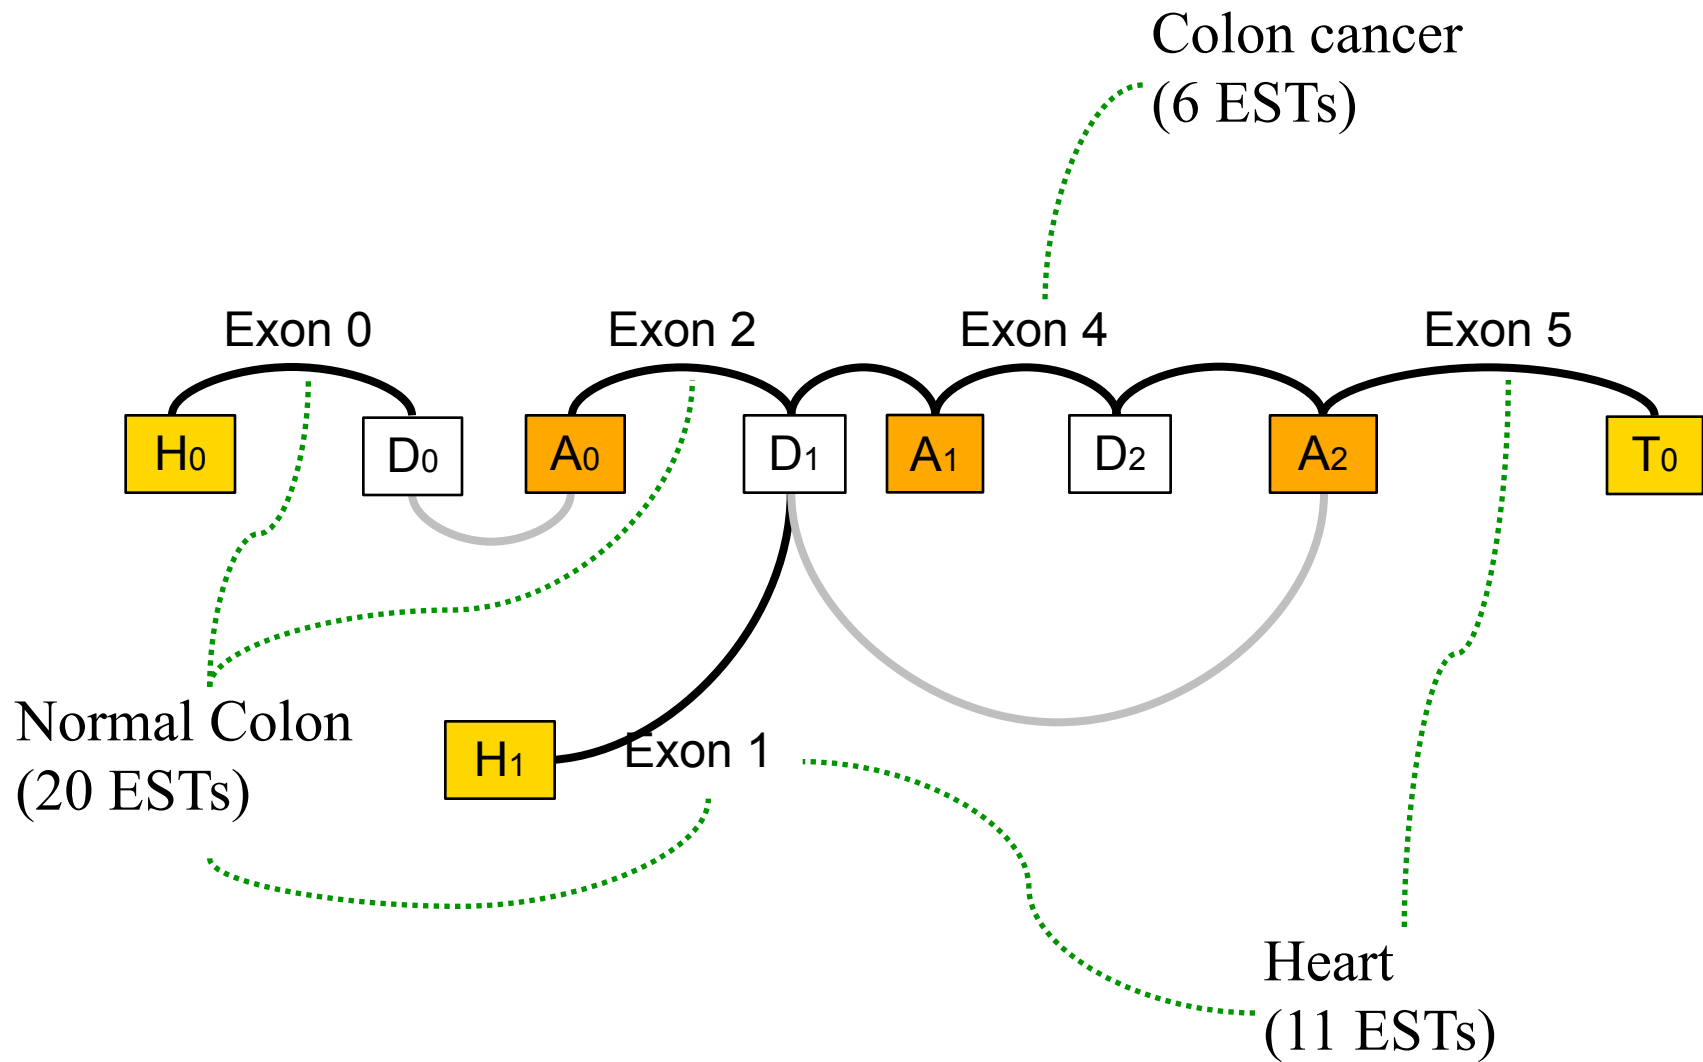 Colon cancer
(6 ESTs)
Exon 0
Exon 2
Exon 4
Exon 5
H0
D0
A0
D1
A1
D2
A2
T0
Normal Colon
(20 ESTs)
H1
Exon 1
Heart
(11 ESTs)